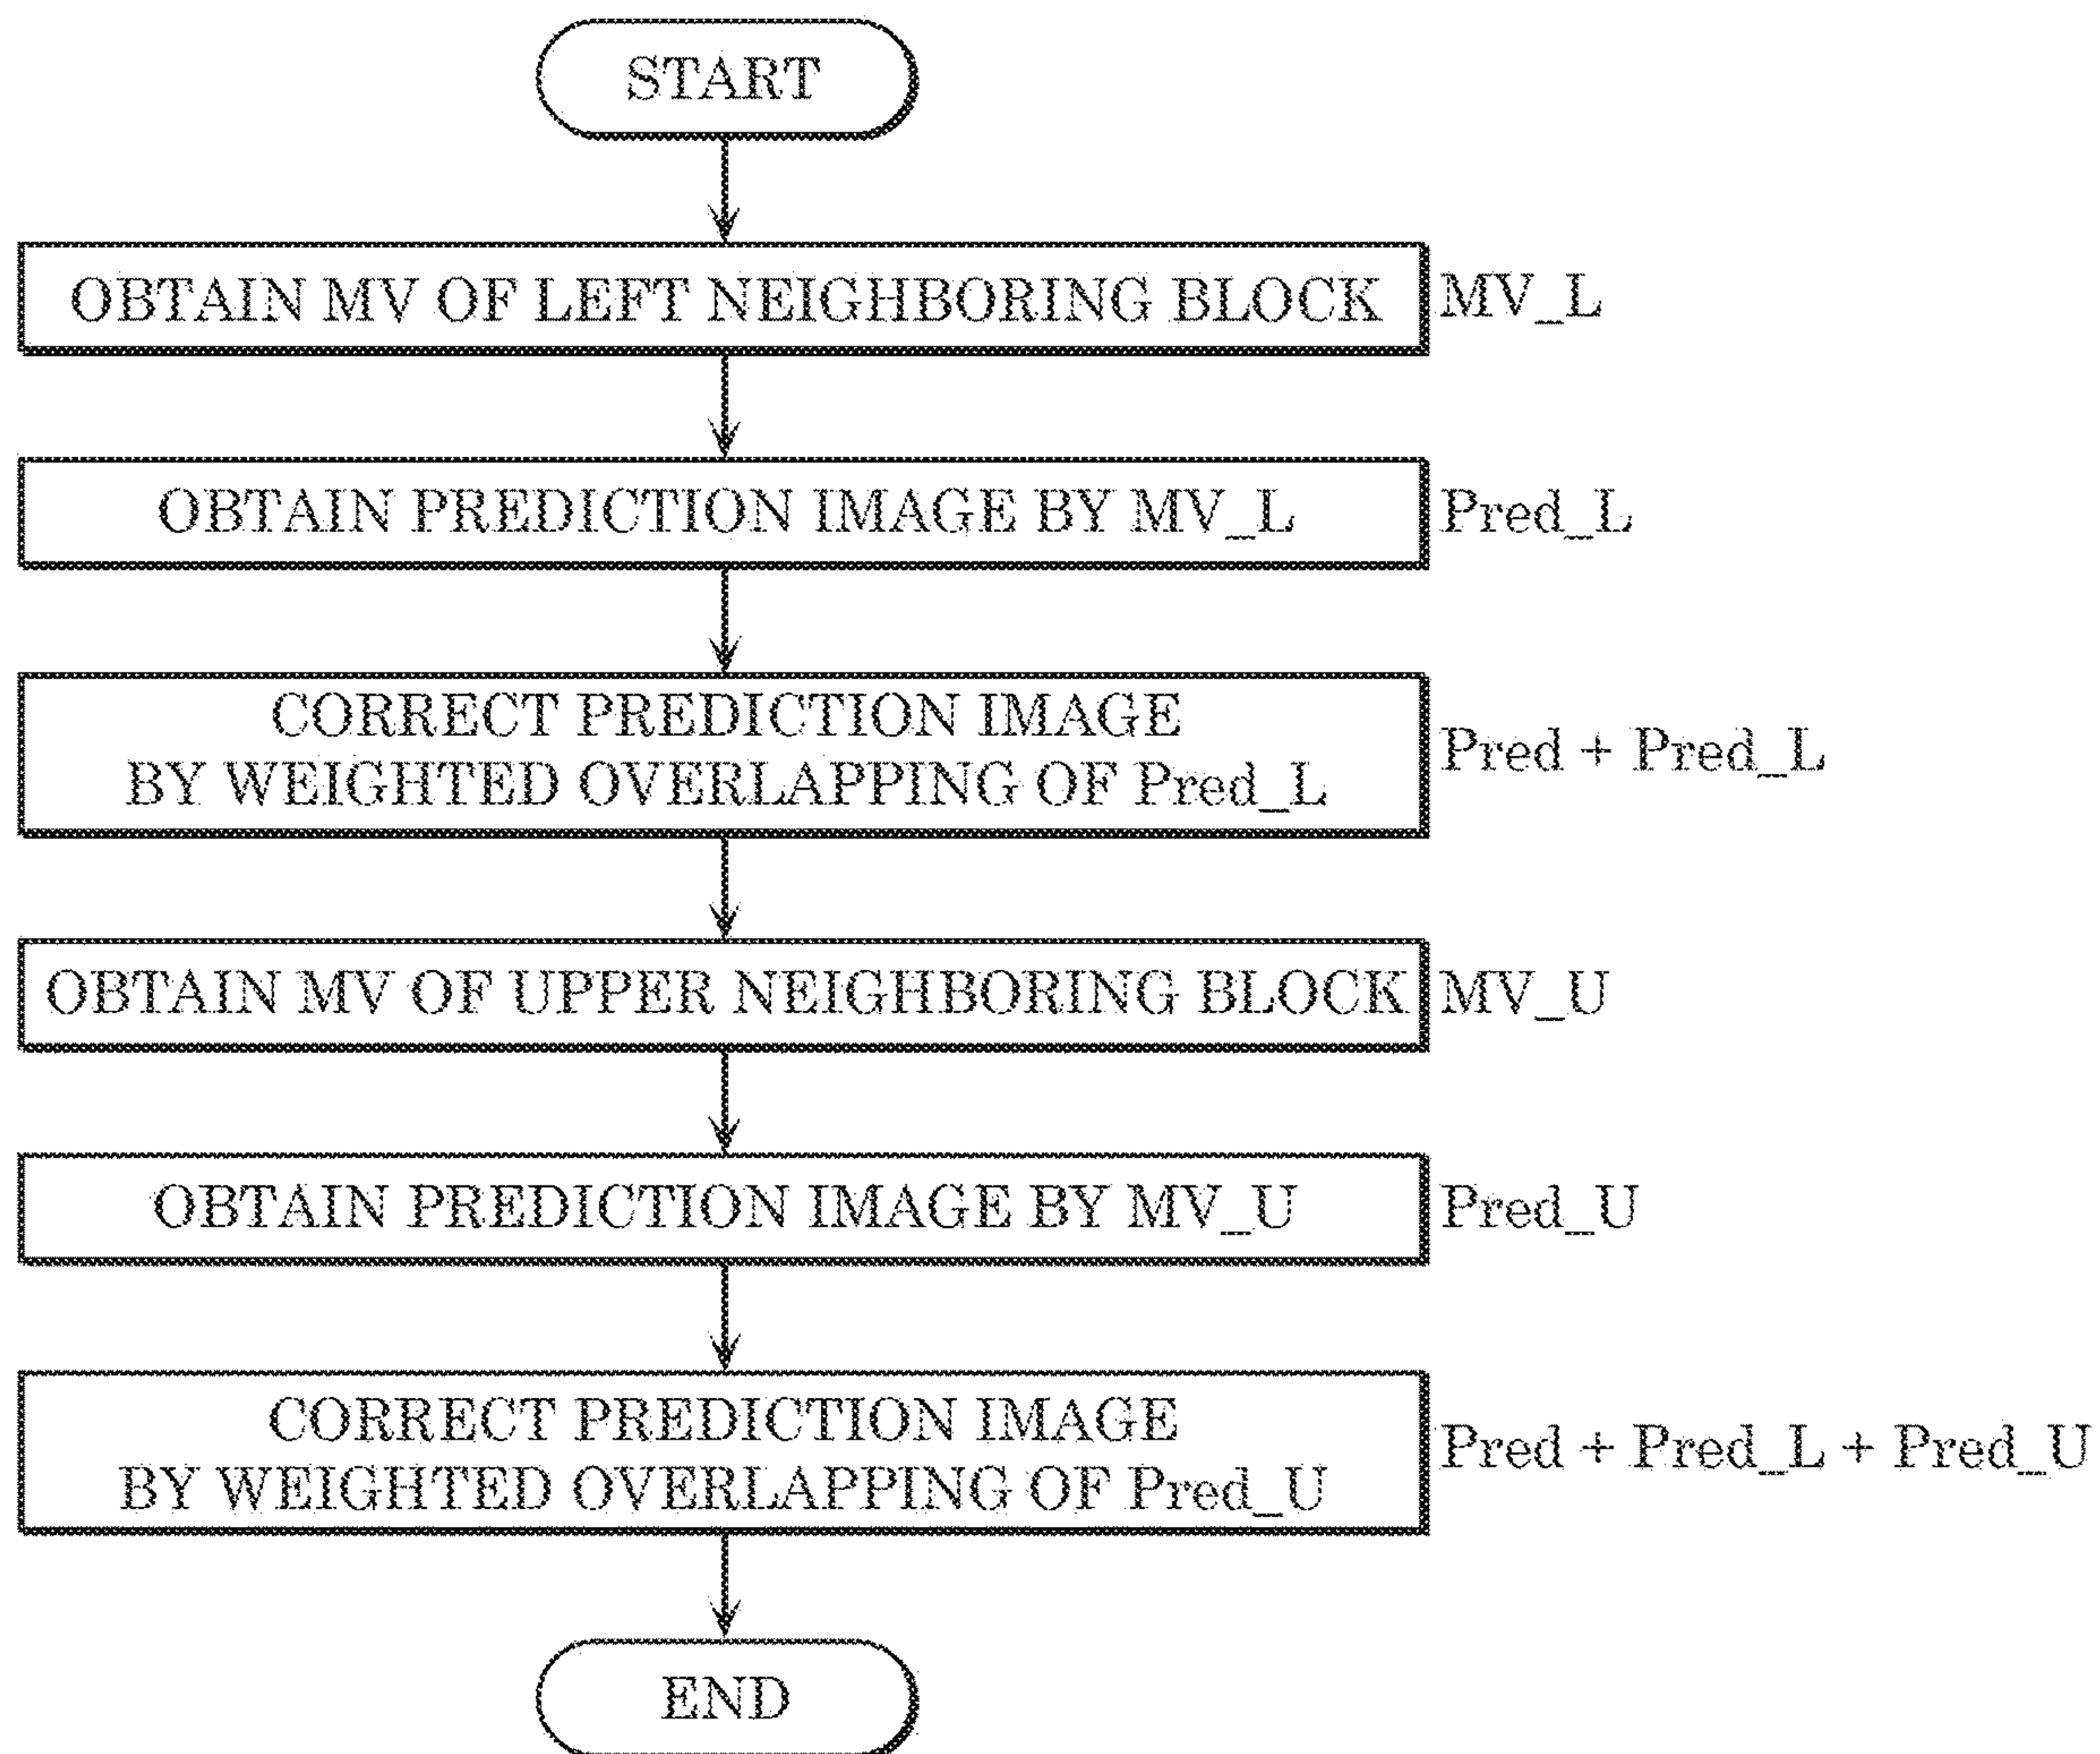 START
OBTAIN MV OF LEFT NEIGHBORING BLOCK MV_L
OBTAIN PREDICTION IMAGE BY MV_L Pred_L
CORRECT PREDICTION IMAGE
BY WEIGHTED OVERLAPPING OF Pred_L
Pred + Pred_L
OBTAIN MV OF UPPER NEIGHBORING BLOCK MV_U
OBTAIN PREDICTION IMAGE BY MV_U Pred_U
CORRECT PREDICTION IMAGE
BY WEIGHTED OVERLAPPING OF Pred_U
Pred + Pred_L + Pred_U
END